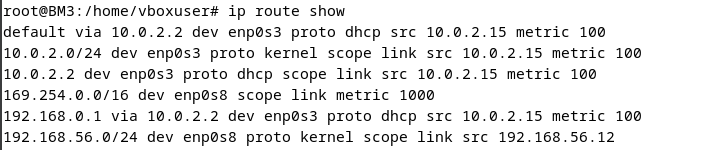 root@BM3:/home/vboxuser# ip route show
default via 10.0.2.2 dev enp0s3 proto dhcp src 10.0.2.15 metric 100
10.0.2.0/24 dev enp0s3 proto kernel scope link src 10.0.2.15 metric 100
10.0.2.2 dev enp0s3 proto dhcp scope link src 10.0.2.15 metric 100
169.254.0.0/16 dev enp0s8 scope link metric 1000
192.168.0.1 via 10.0.2.2 dev enp0s3 proto dhcp src 10.0.2.15 metric 100
192.168.56.0/24 dev enp0s8 proto kernel scope link src 192.168.56.12